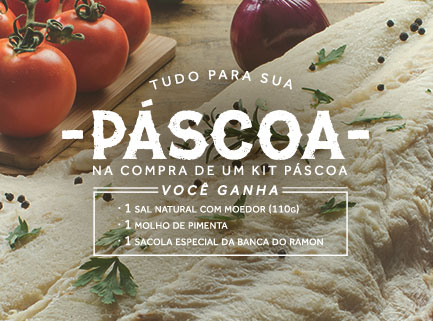 TUDO PARA SUA
-PÁSCOA-
NA COMPRA DE UM KIT PÁSCOA
VOCÊ GANHA
· 1 SAL NATURAL COM MOEDOR (110G)
· 1 MOLHO DE PIMENTA
· 1 SACOLA ESPECIAL DA BANCA DO RAMON